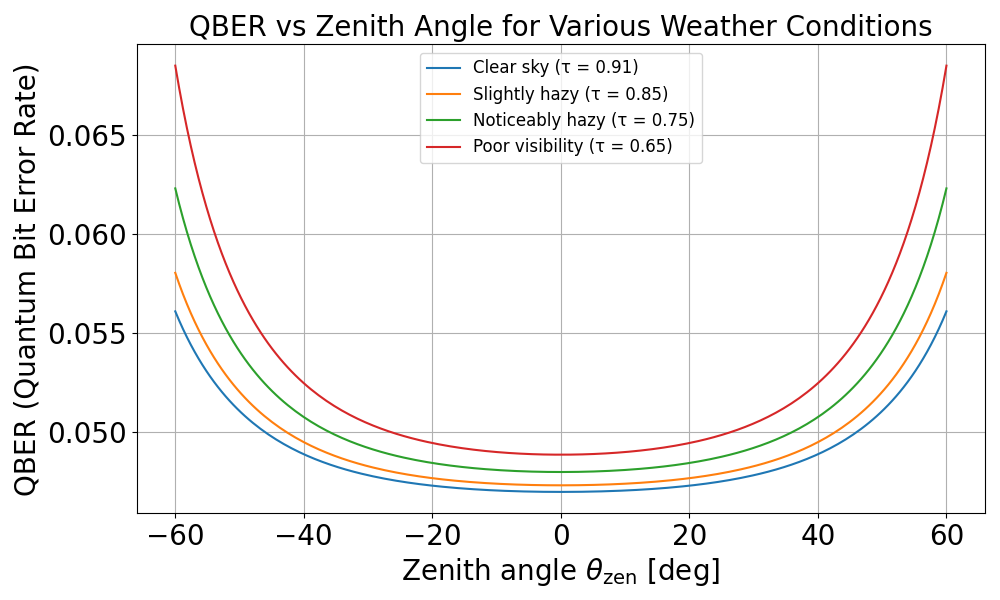 QBER vs Zenith Angle for Various Weather Conditions
Clear sky (τ = 0.91)
Slightly hazy (τ = 0.85)
Noticeably hazy (τ = 0.75)
Poor visibility (τ = 0.65)
QBER (Quantum Bit Error Rate)
0.065
0.060
0.055
0.050
−60 −40 −20 0 20 40 60
Zenith angle θ_zen [deg]